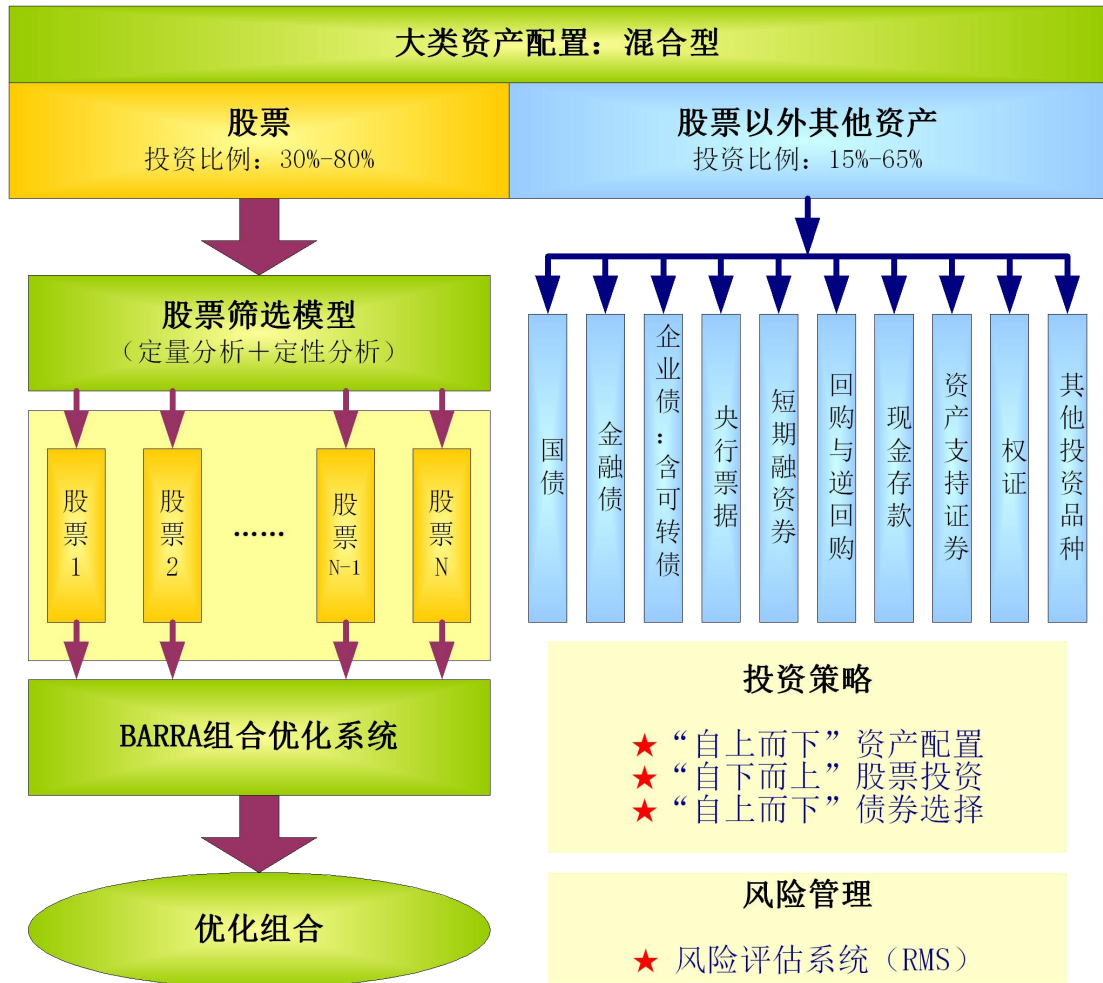 大类资产配置：混合型
股票
投资比例：30%-80%
股票以外其他资产
投资比例：15%-65%
股票筛选模型
（定量分析＋定性分析）
股票1
股票2
……
股票N-1
股票N
BARRA组合优化系统
优化组合
国债
金融债
企业债：含可转债
央行票据
短期融资券
回购与逆回购
现金存款
资产支持证券
权证
其他投资品种
投资策略
★“自上而下”资产配置
★“自下而上”股票投资
★“自上而下”债券选择
风险管理
★ 风险评估系统（RMS）